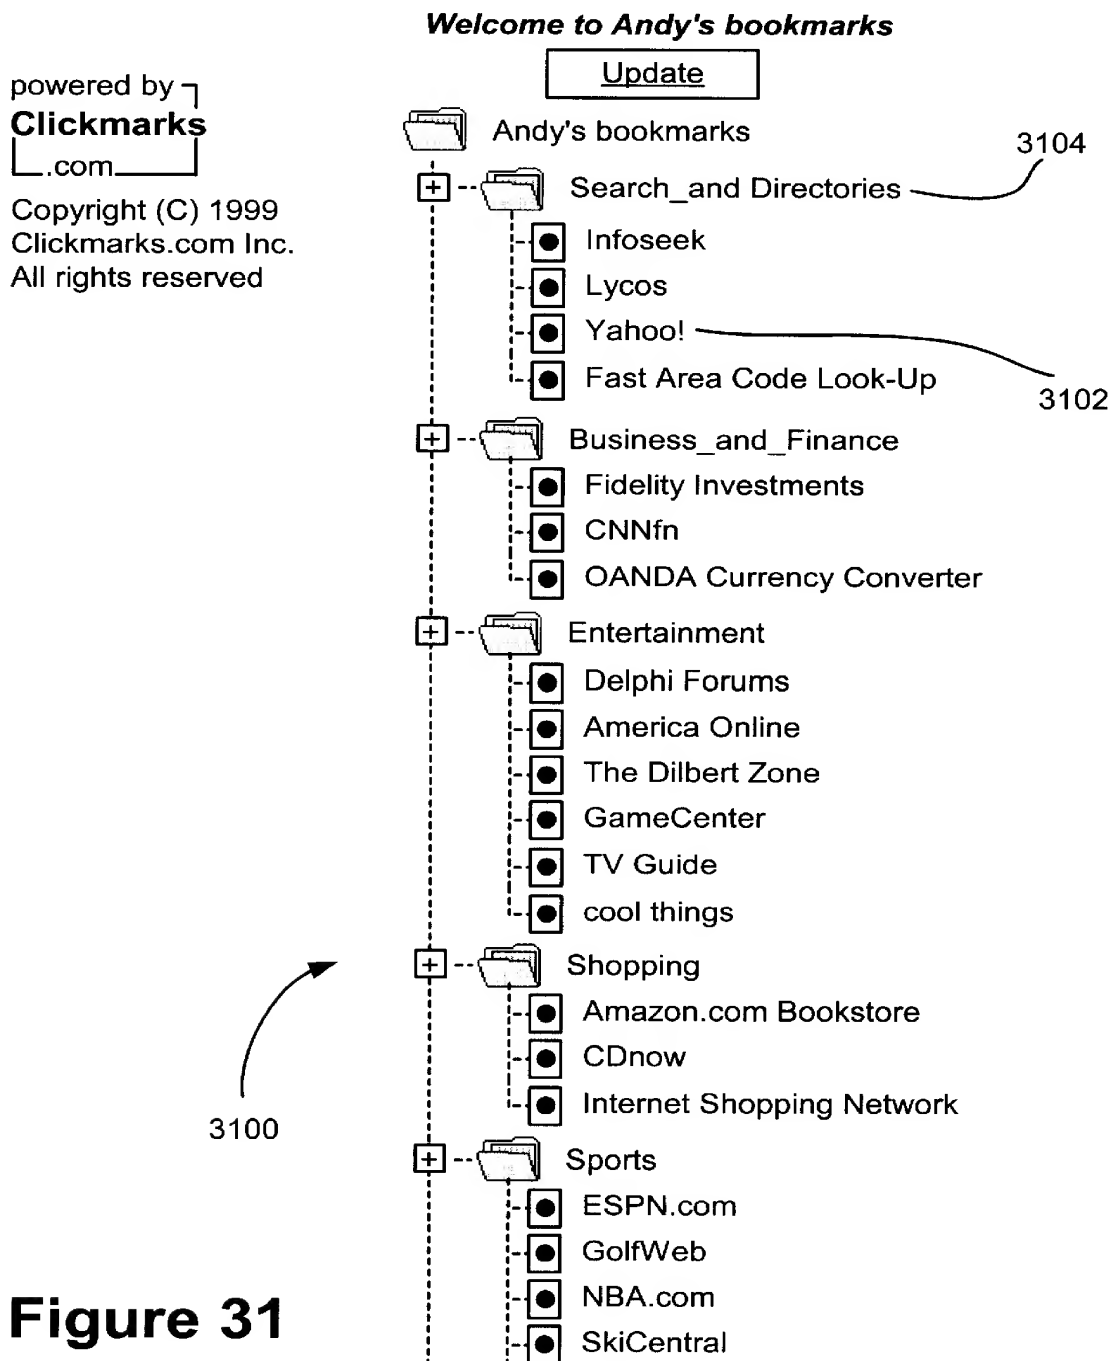 Welcome to Andy's bookmarks
Update
powered by
Clickmarks
.com
Copyright (C) 1999
Clickmarks.com Inc.
All rights reserved
Andy's bookmarks
3104
Search_and Directories
Infoseek
Lycos
Yahoo!
Fast Area Code Look-Up
3102
Business_and_Finance
Fidelity Investments
CNNfn
OANDA Currency Converter
Entertainment
Delphi Forums
America Online
The Dilbert Zone
GameCenter
TV Guide
cool things
Shopping
Amazon.com Bookstore
CDnow
Internet Shopping Network
3100
Sports
ESPN.com
GolfWeb
NBA.com
SkiCentral
Figure 31